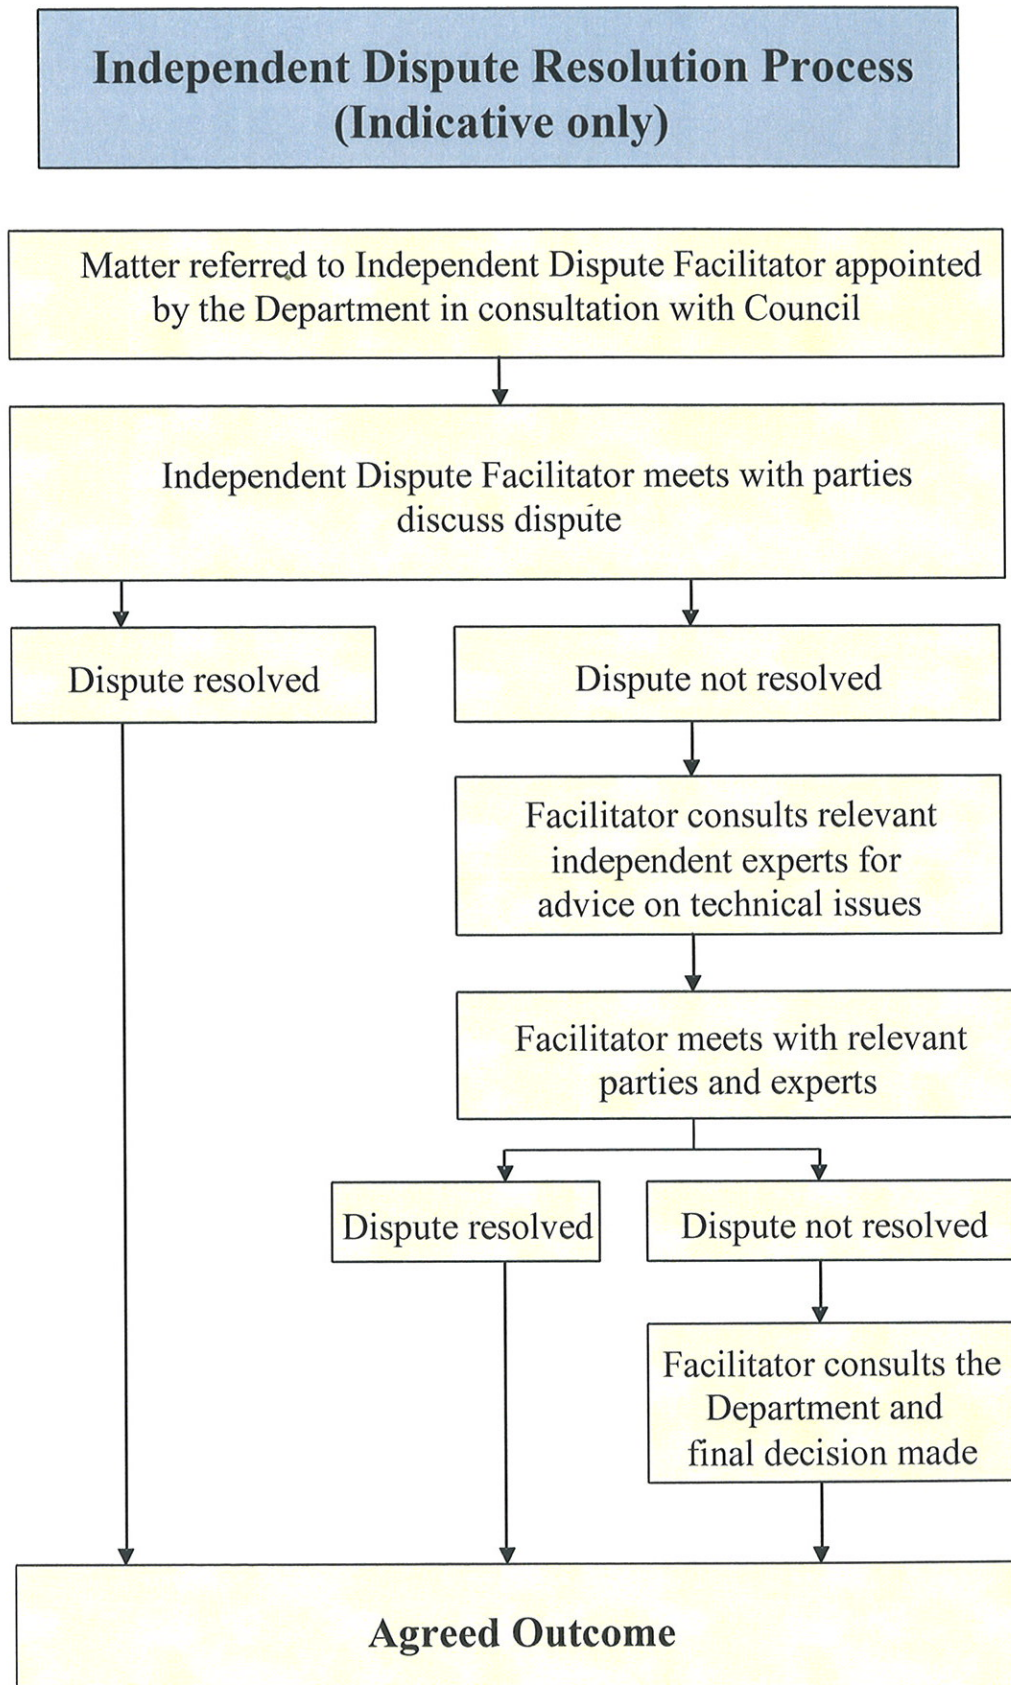 Independent Dispute Resolution Process
(Indicative only)
Matter referred to Independent Dispute Facilitator appointed
by the Department in consultation with Council
Independent Dispute Facilitator meets with parties
discuss dispute
Dispute resolved
Dispute not resolved
Facilitator consults relevant
independent experts for
advice on technical issues
Facilitator meets with relevant
parties and experts
Dispute resolved
Dispute not resolved
Facilitator consults the
Department and
final decision made
Agreed Outcome